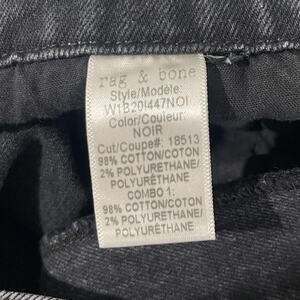 rag & bone
Style/Modèle:
W1B20I447NOI
Color/Couleur:
NOIR
Cut/Coupe#: 18513
98% COTTON/COTON
2% POLYURETHANE/
POLYURÉTHANE
COMBO 1:
98% COTTON/COTON
2% POLYURETHANE/
POLYURÉTHANE